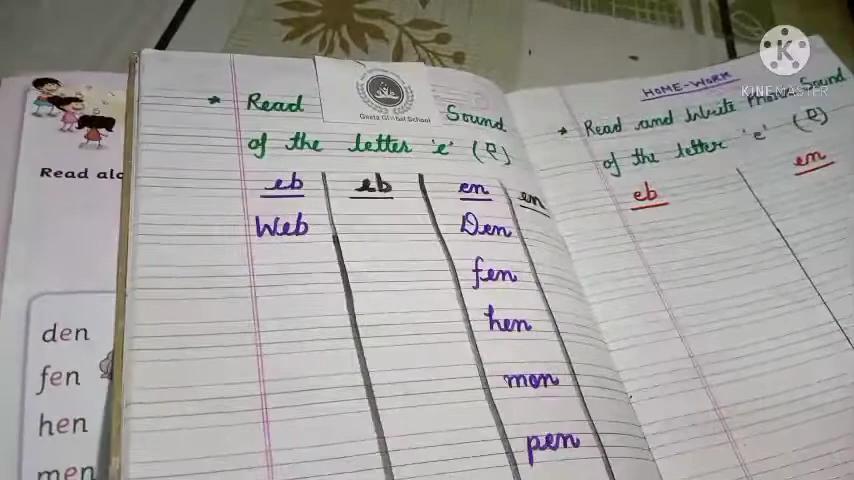 KINEMASTER
Read alo
den
fen
hen
men
Geeta Global School
* Read Sound
of the letter 'e' (ए)
eb eb en en
Web Den
fen
hen
men
pen
HOME-WORK
* Read and Write Sound
of the letter 'e' (ए)
eb en